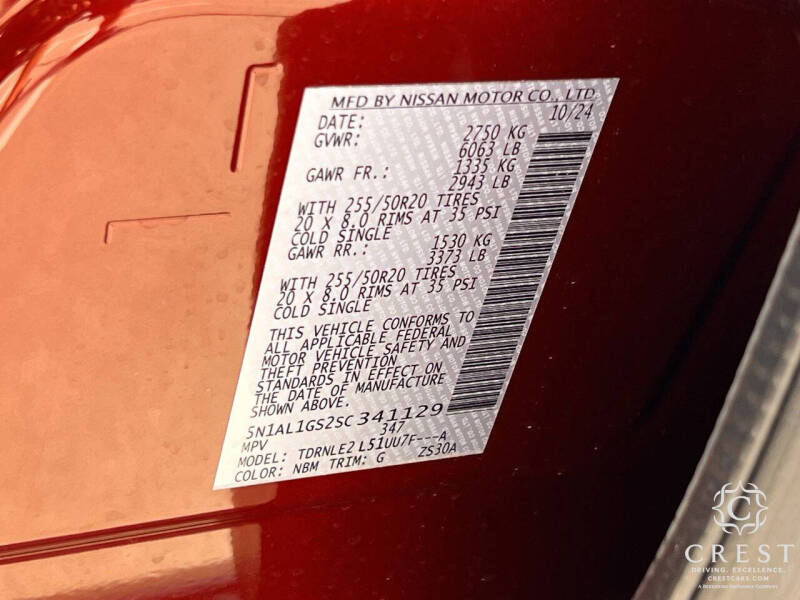 MFD BY NISSAN MOTOR CO., LTD
DATE: 10/24
GVWR: 2750 KG
6063 LB
GAWR FR.: 1335 KG
2943 LB
WITH 255/50R20 TIRES
20 X 8.0 RIMS AT 35 PSI
COLD SINGLE
GAWR RR.: 1530 KG
3373 LB
WITH 255/50R20 TIRES
20 X 8.0 RIMS AT 35 PSI
COLD SINGLE
THIS VEHICLE CONFORMS TO
ALL APPLICABLE FEDERAL
MOTOR VEHICLE SAFETY AND
THEFT PREVENTION
STANDARDS IN EFFECT ON
THE DATE OF MANUFACTURE
SHOWN ABOVE.
5N1AL1GS2SC341129
MPV 347
MODEL: TDRNLE2 L51UU7F---A
COLOR: NBM TRIM: G ZS30A
C
CREST
DRIVING. EXCELLENCE.
CRESTCARS.COM